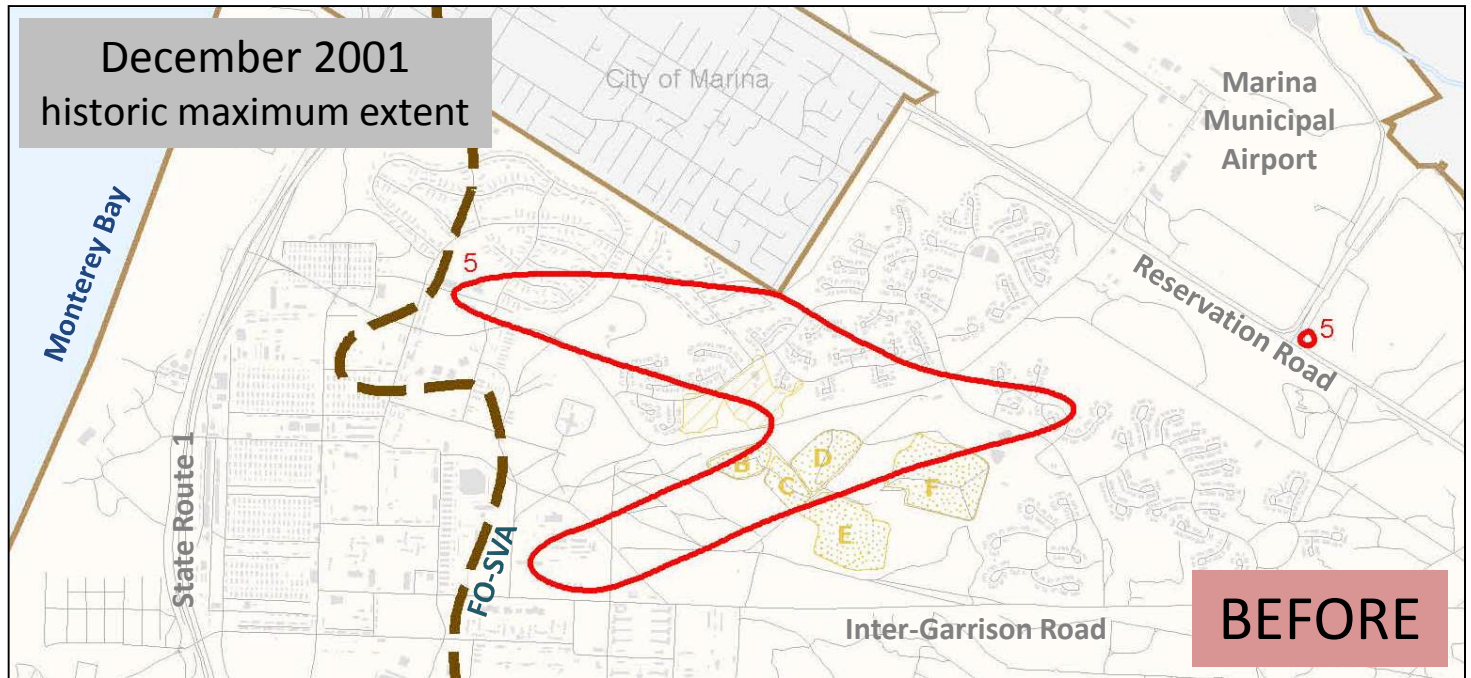 December 2001
historic maximum extent
City of Marina
Marina
Municipal
Airport
Monterey Bay
5
Reservation Road
5
State Route 1
B
C
D
F
E
FO-SVA
Inter-Garrison Road
BEFORE